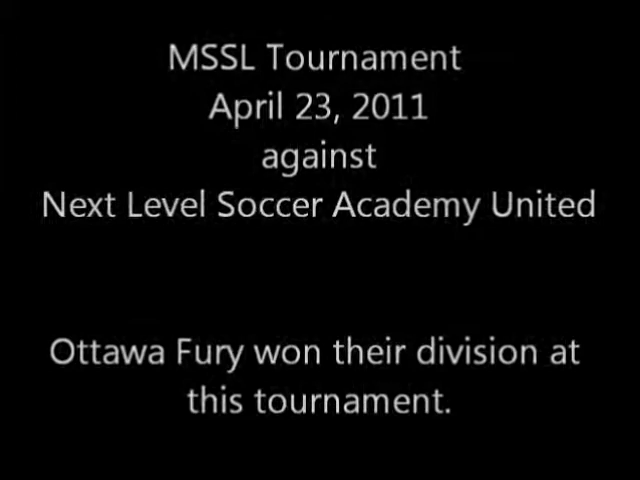 MSSL Tournament
April 23, 2011
against
Next Level Soccer Academy United
Ottawa Fury won their division at
this tournament.